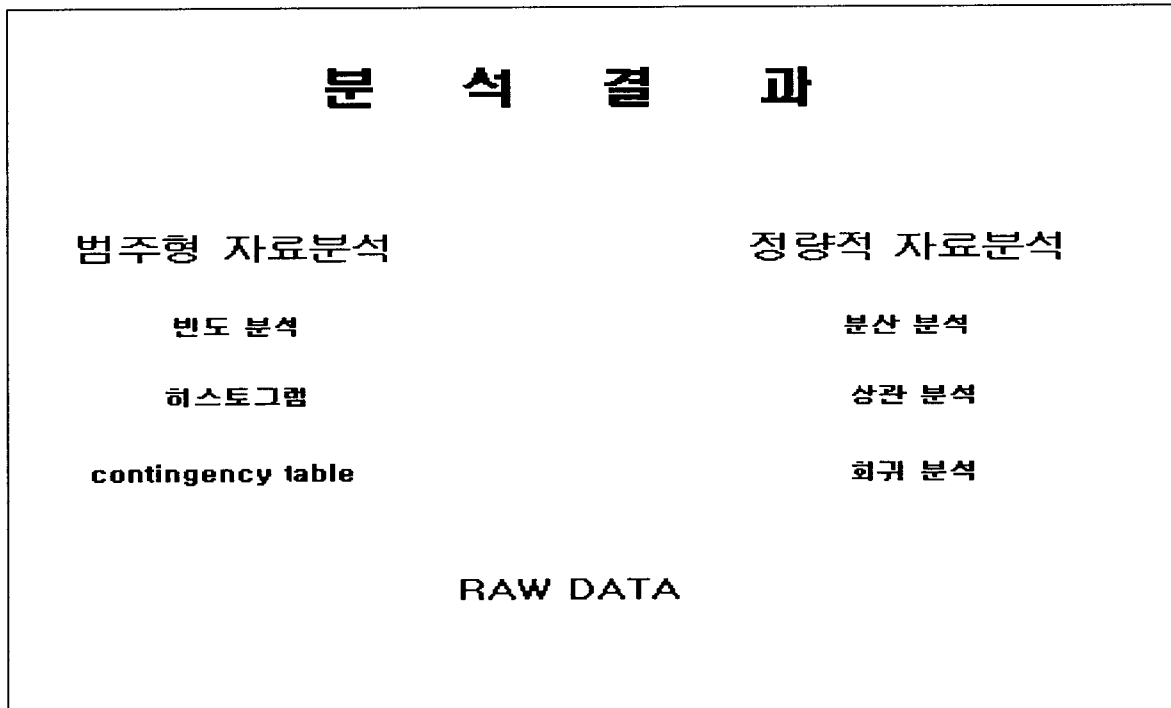 분 석 결 과
범주형 자료분석
빈도 분석
히스토그램
contingency table
정량적 자료분석
분산 분석
상관 분석
회귀 분석
RAW DATA